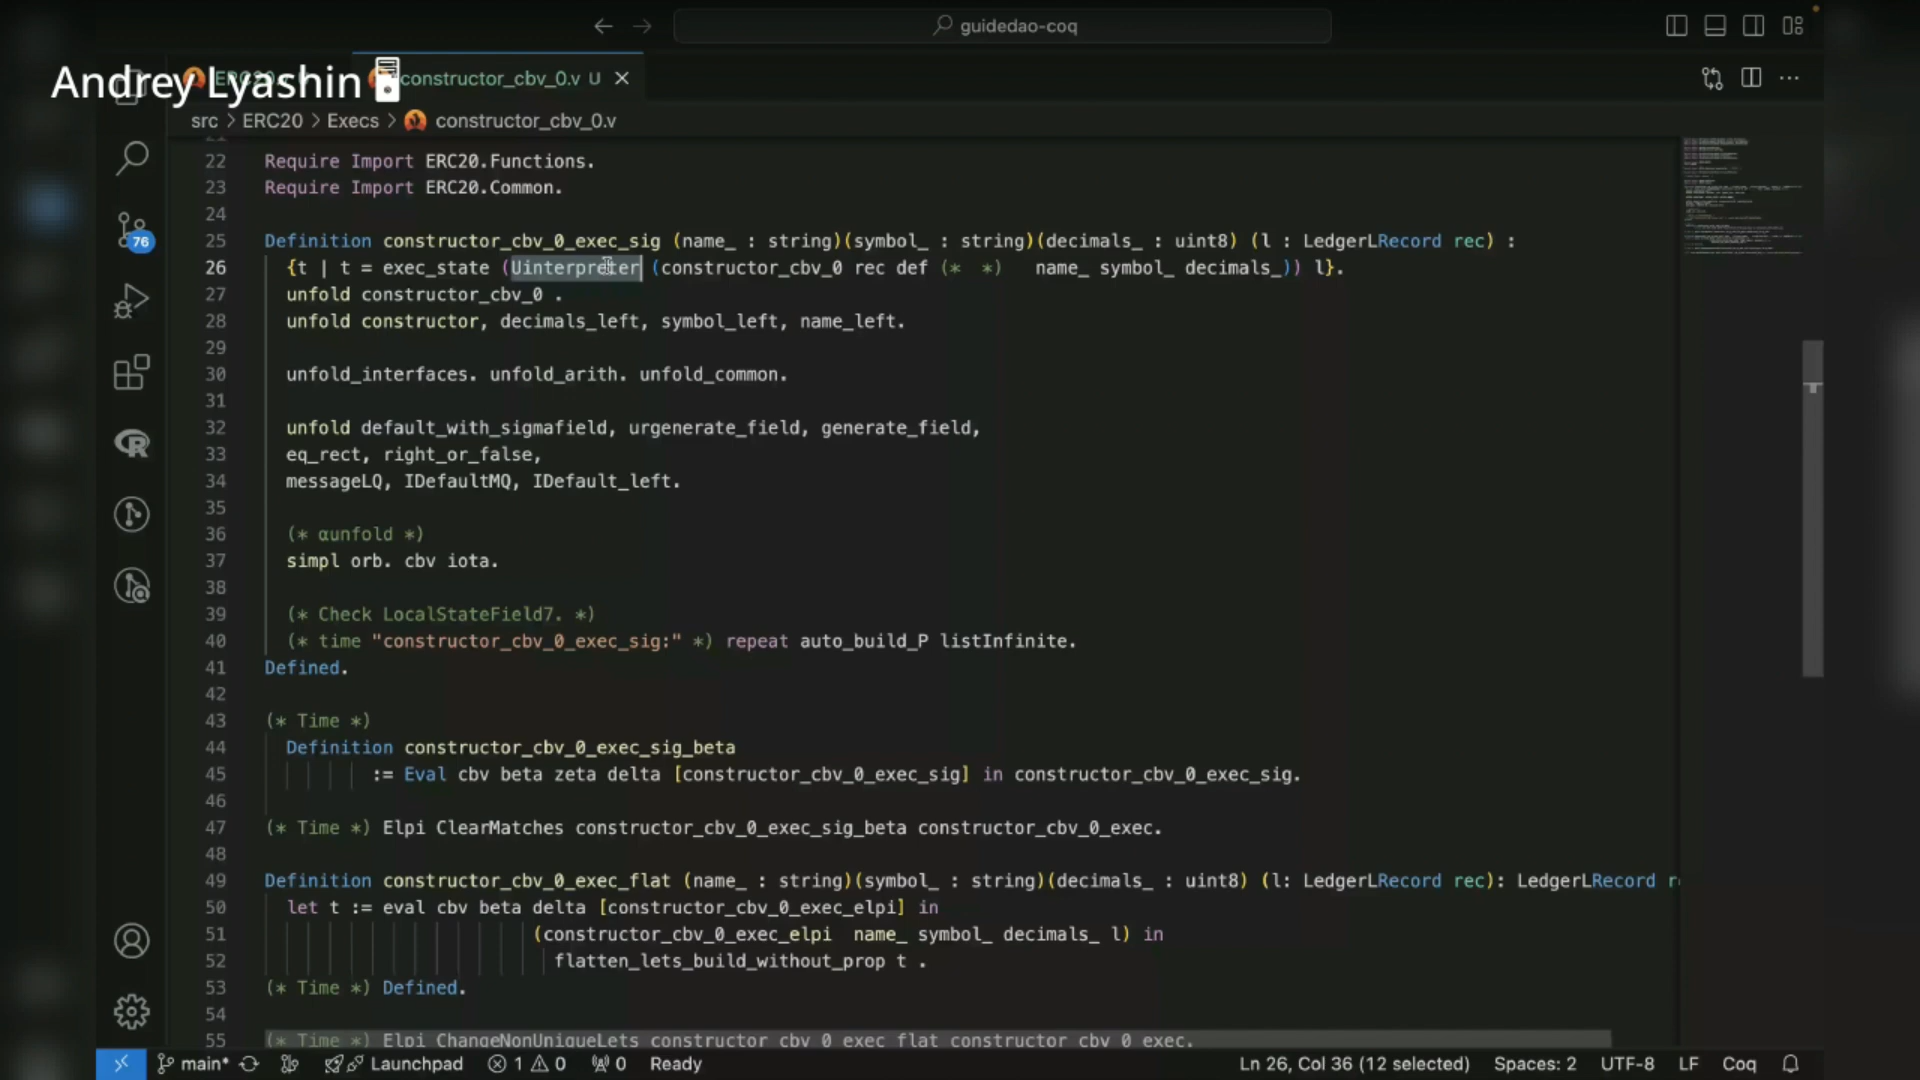 guidedao-coq
Andrey Lyashin
constructor_cbv_0.v U
src > ERC20 > Execs > constructor_cbv_0.v
22 Require Import ERC20.Functions.
23 Require Import ERC20.Common.
24
25 Definition constructor_cbv_0_exec_sig (name_ : string)(symbol_ : string)(decimals_ : uint8) (l : LedgerLRecord rec) :
26 {t | t = exec_state (Uinterpreter (constructor_cbv_0 rec def (* *) name_ symbol_ decimals_)) l}.
27 unfold constructor_cbv_0 .
28 unfold constructor, decimals_left, symbol_left, name_left.
29
30 unfold_interfaces. unfold_arith. unfold_common.
31
32 unfold default_with_sigmafield, urgenerate_field, generate_field,
33 eq_rect, right_or_false,
34 messageLQ, IDefaultMQ, IDefault_left.
35
36 (* αunfold *)
37 simpl orb. cbv iota.
38
39 (* Check LocalStateField7. *)
40 (* time "constructor_cbv_0_exec_sig:" *) repeat auto_build_P listInfinite.
41 Defined.
42
43 (* Time *)
44 Definition constructor_cbv_0_exec_sig_beta
45 := Eval cbv beta zeta delta [constructor_cbv_0_exec_sig] in constructor_cbv_0_exec_sig.
46
47 (* Time *) Elpi ClearMatches constructor_cbv_0_exec_sig_beta constructor_cbv_0_exec.
48
49 Definition constructor_cbv_0_exec_flat (name_ : string)(symbol_ : string)(decimals_ : uint8) (l: LedgerLRecord rec): LedgerLRecord r
50 let t := eval cbv beta delta [constructor_cbv_0_exec_elpi] in
51 (constructor_cbv_0_exec_elpi name_ symbol_ decimals_ l) in
52 flatten_lets_build_without_prop t .
53 (* Time *) Defined.
54
55 (* Time *) Elpi ChangeNonUniqueLets constructor_cbv_0_exec_flat constructor_cbv_0_exec.
76
main* Launchpad 1 0 0 Ready Ln 26, Col 36 (12 selected) Spaces: 2 UTF-8 LF Coq